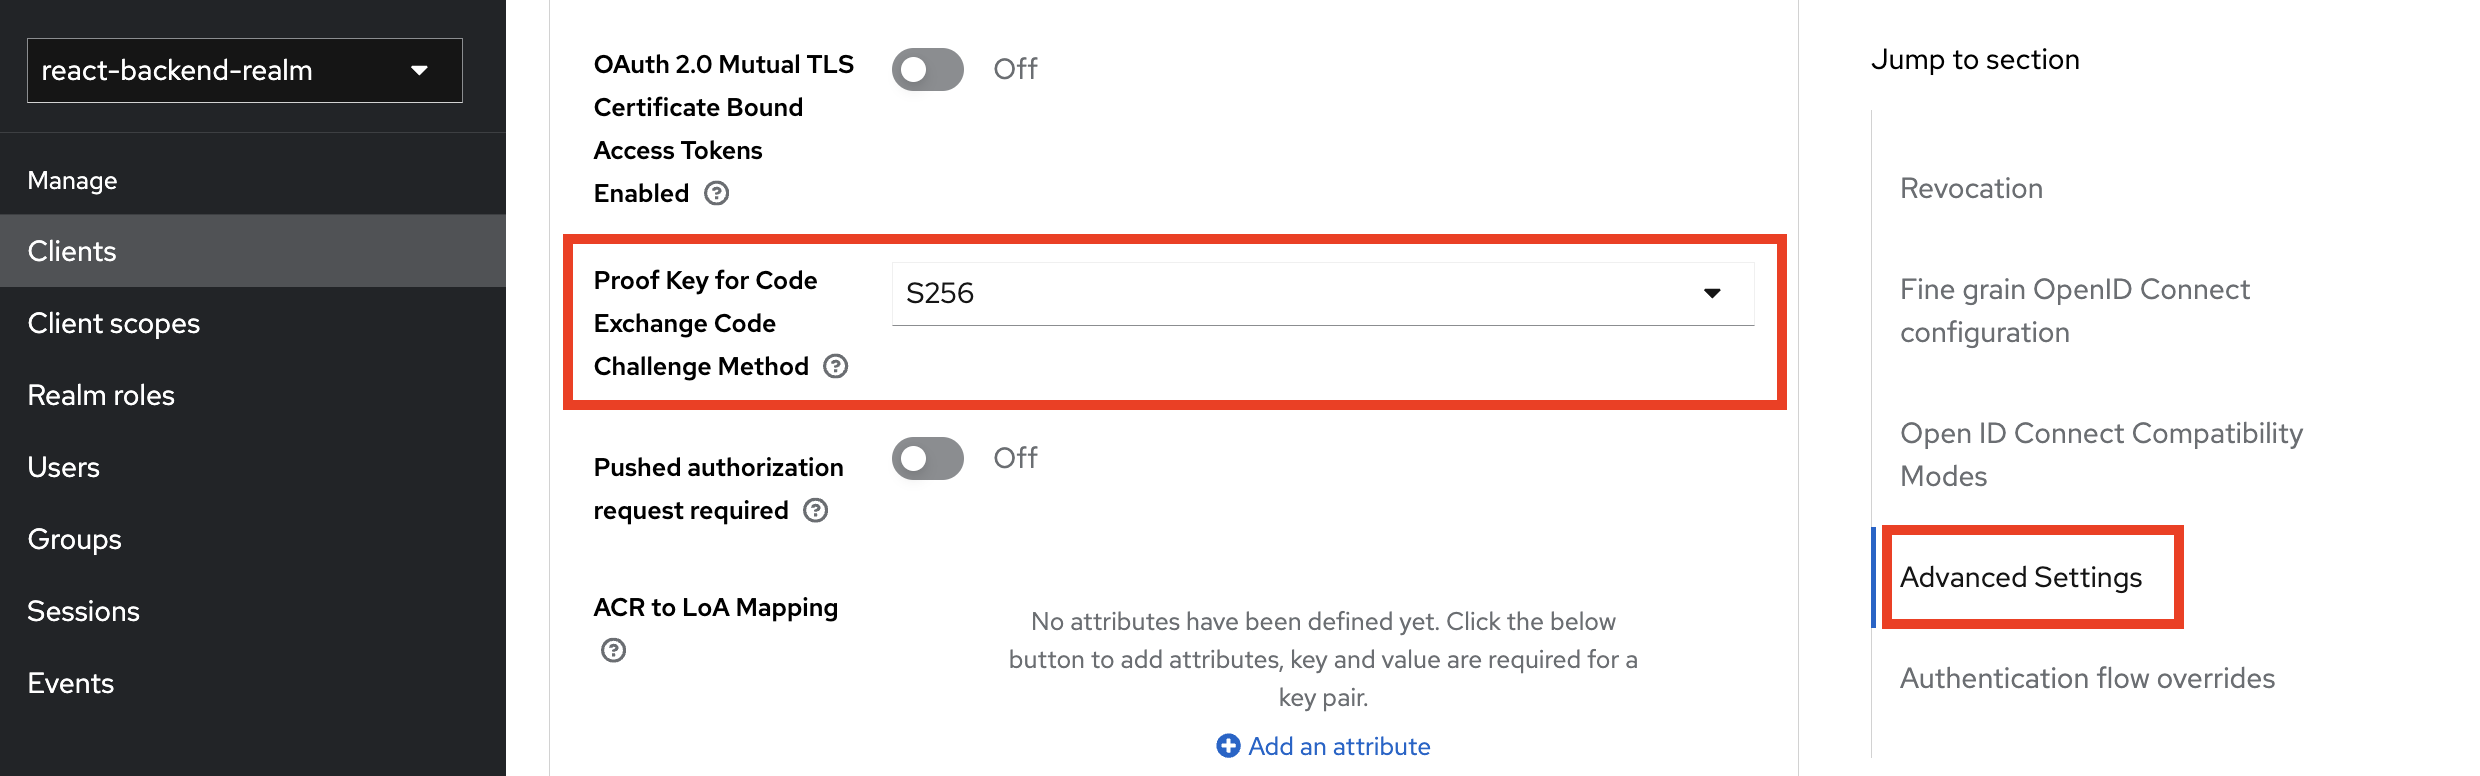 react-backend-realm
Manage
Clients
Client scopes
Realm roles
Users
Groups
Sessions
Events
OAuth 2.0 Mutual TLS
Certificate Bound
Access Tokens
Enabled
Off
Proof Key for Code
Exchange Code
Challenge Method
S256
Pushed authorization
request required
Off
ACR to LoA Mapping
No attributes have been defined yet. Click the below
button to add attributes, key and value are required for a
key pair.
Add an attribute
Jump to section
Revocation
Fine grain OpenID Connect
configuration
Open ID Connect Compatibility
Modes
Advanced Settings
Authentication flow overrides